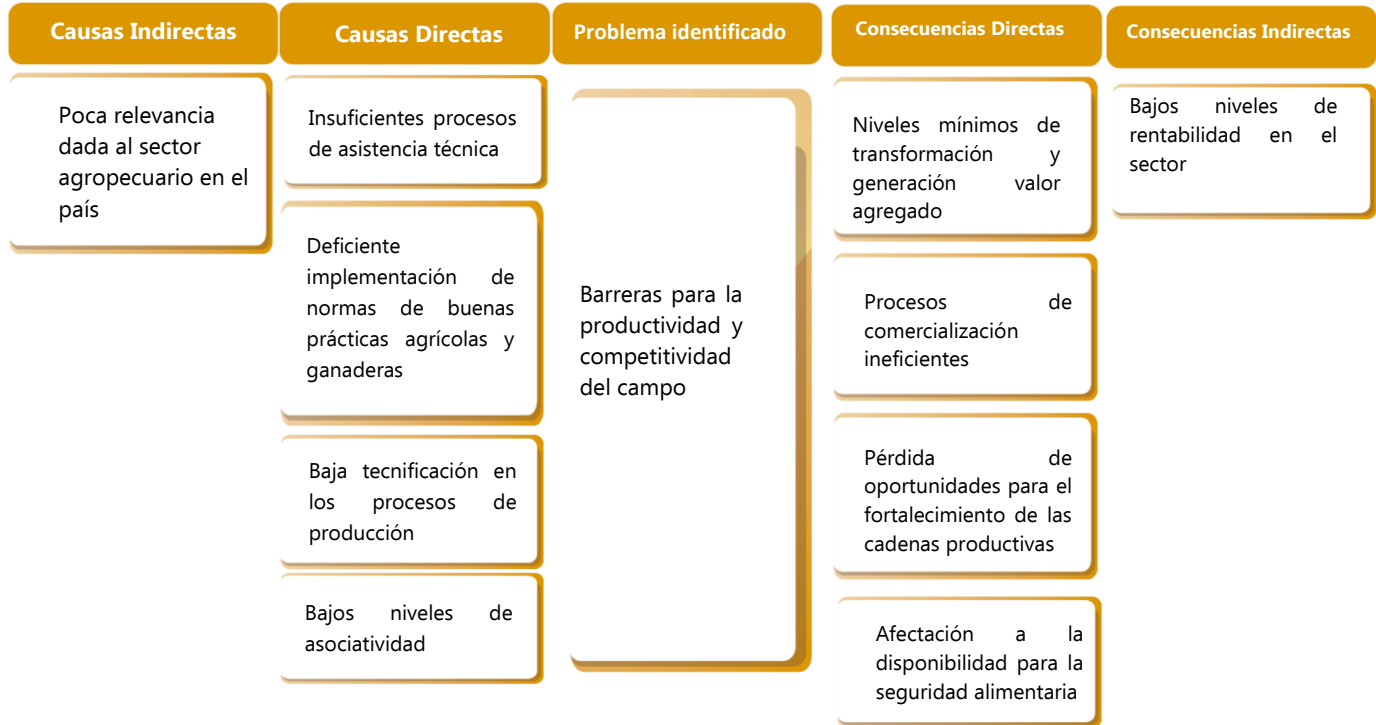 Causas Indirectas
Poca relevancia
dada al sector
agropecuario en el
país
Causas Directas
Insuficientes procesos
de asistencia técnica
Deficiente
implementación de
normas de buenas
prácticas agrícolas y
ganaderas
Baja tecnificación en
los procesos de
producción
Bajos niveles de
asociatividad
Problema identificado
Barreras para la
productividad y
competitividad
del campo
Consecuencias Directas
Niveles mínimos de
transformación y
generación valor
agregado
Procesos de
comercialización
ineficientes
Pérdida de
oportunidades para el
fortalecimiento de las
cadenas productivas
Afectación a la
disponibilidad para la
seguridad alimentaria
Consecuencias Indirectas
Bajos niveles de
rentabilidad en el
sector